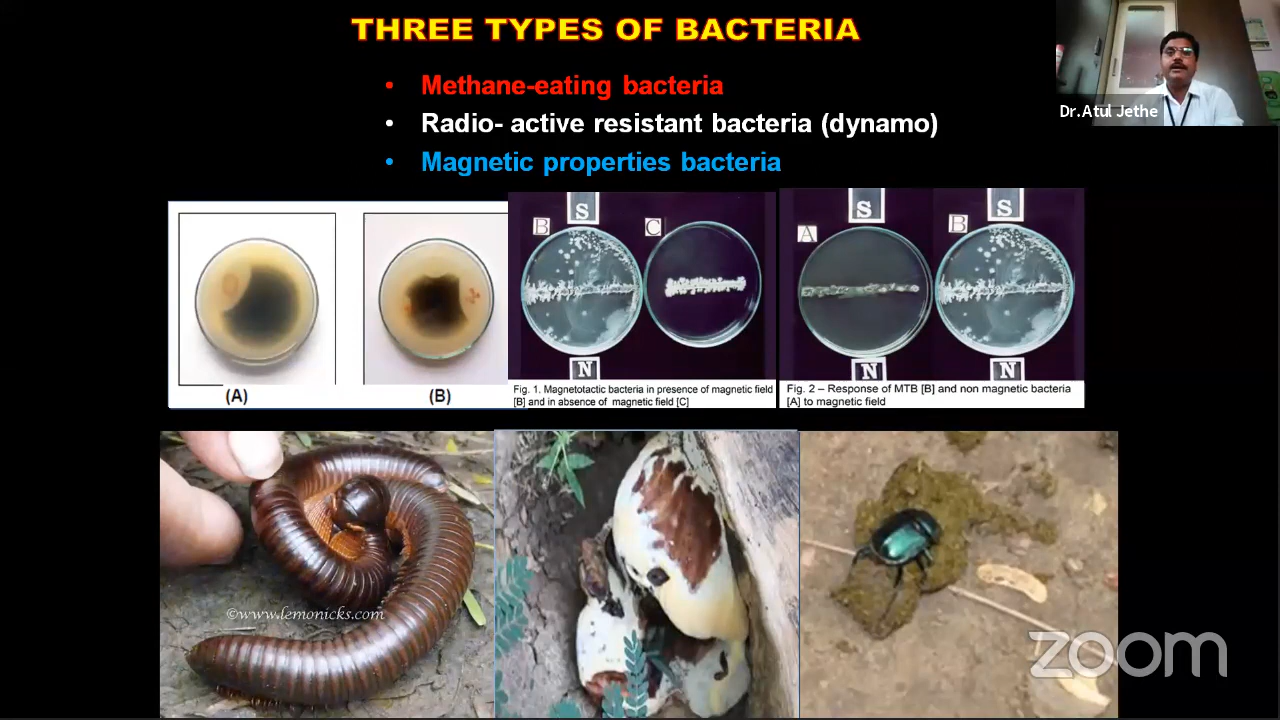 THREE TYPES OF BACTERIA
• Methane-eating bacteria
• Radio- active resistant bacteria (dynamo)
• Magnetic properties bacteria
Dr.Atul Jethe
(A)
(B)
B
S
C
N
Fig. 1. Magnetotactic bacteria in presence of magnetic field
[B] and in absence of magnetic field [C]
A
S
B
S
N
N
Fig. 2 – Response of MTB [B] and non magnetic bacteria
[A] to magnetic field
©www.lemonicks.com
zoom